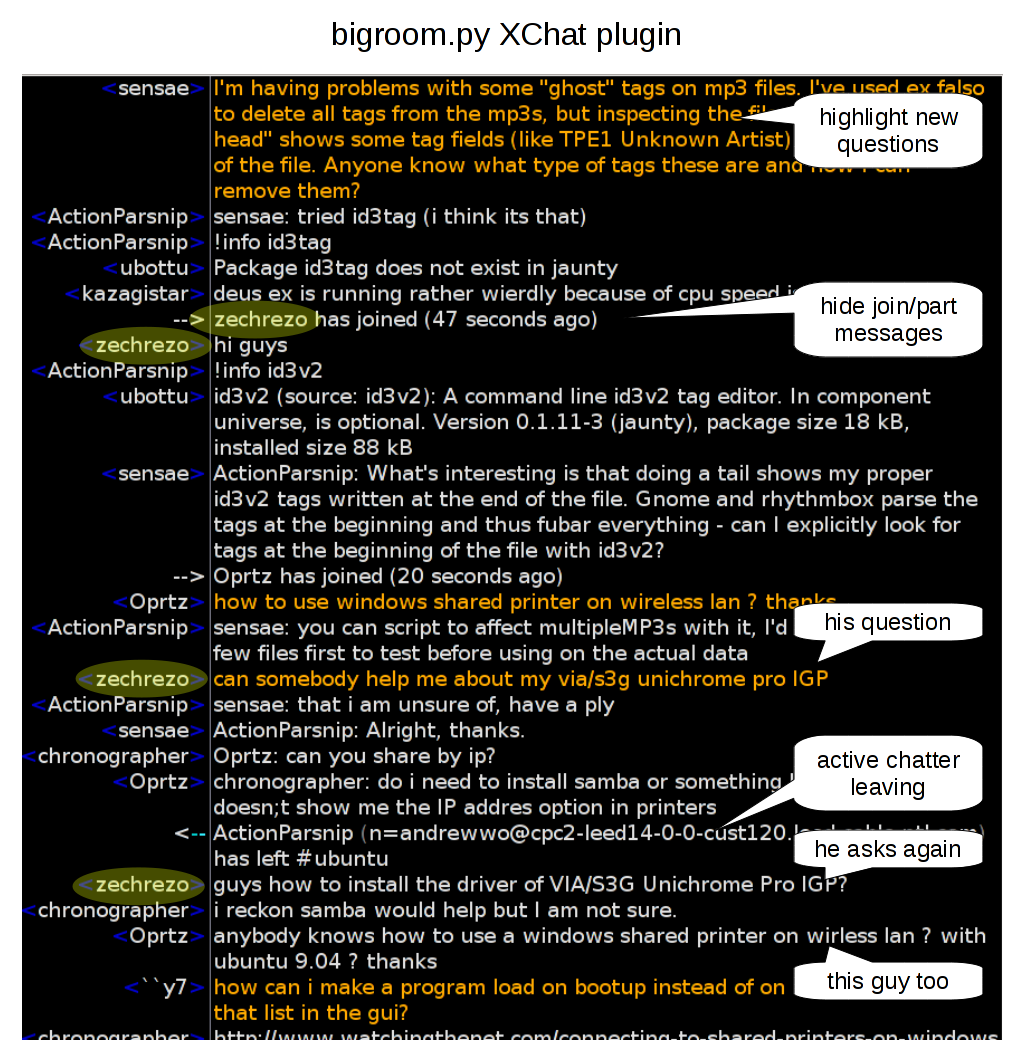 bigroom.py XChat plugin
<sensae> I'm having problems with some "ghost" tags on mp3 files. I've used ex falso
to delete all tags from the mp3s, but inspecting the
head" shows some tag fields (like TPE1 Unknown Artist)
of the file. Anyone know what type of tags these are and how i can
remove them?
highlight new
questions
<ActionParsnip> sensae: tried id3tag (i think its that)
<ActionParsnip> !info id3tag
<ubottu> Package id3tag does not exist in jaunty
<kazagistar> deus ex is running rather wierdly because of cpu speed
--> zechrezo has joined (47 seconds ago)
hide join/part
messages
<zechrezo> hi guys
<ActionParsnip> !info id3v2
<ubottu> id3v2 (source: id3v2): A command line id3v2 tag editor. In component
universe, is optional. Version 0.1.11-3 (jaunty), package size 18 kB,
installed size 88 kB
<sensae> ActionParsnip: What's interesting is that doing a tail shows my proper
id3v2 tags written at the end of the file. Gnome and rhythmbox parse the
tags at the beginning and thus fubar everything - can I explicitly look for
tags at the beginning of the file with id3v2?
--> Oprtz has joined (20 seconds ago)
<Oprtz> how to use windows shared printer on wireless lan ? thanks
<ActionParsnip> sensae: you can script to affect multipleMP3s with it, I'd
few files first to test before using on the actual data
his question
<zechrezo> can somebody help me about my via/s3g unichrome pro IGP
<ActionParsnip> sensae: that i am unsure of, have a ply
<sensae> ActionParsnip: Alright, thanks.
<chronographer> Oprtz: can you share by ip?
<Oprtz> chronographer: do i need to install samba or something
doesn;t show me the IP addres option in printers
active chatter
leaving
<-- ActionParsnip (n=andrewwo@cpc2-leed14-0-0-cust120.
has left #ubuntu
he asks again
<zechrezo> guys how to install the driver of VIA/S3G Unichrome Pro IGP?
<chronographer> i reckon samba would help but I am not sure.
<Oprtz> anybody knows how to use a windows shared printer on wirless lan ? with
ubuntu 9.04 ? thanks
this guy too
<``y7> how can i make a program load on bootup instead of on
that list in the gui?
<chronographer> http://www.watchingthenet.com/connecting-to-shared-printers-on-windows